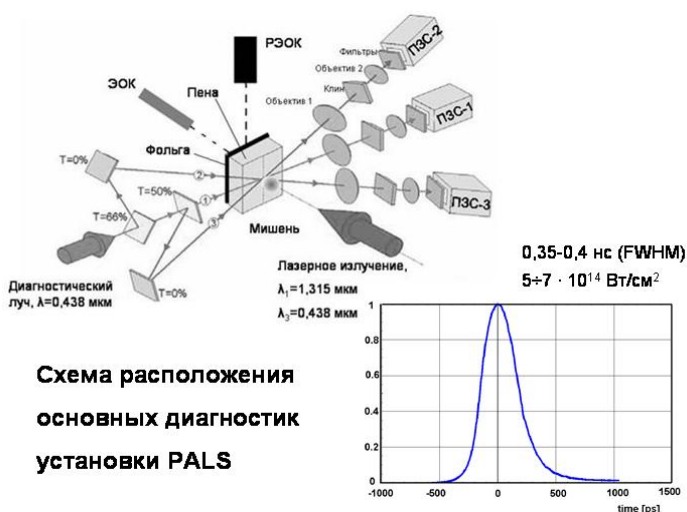 РЭОК
ЭОК
Пена
Фольга
Фильтры
Объектив 2
Клин
Объектив 1
ПЗС-2
ПЗС-1
ПЗС-3
T=0%
T=50%
T=66%
T=0%
2
1
3
Мишень
Диагностический
луч, λ=0,438 мкм
Лазерное излучение,
λ₁=1,315 мкм
λ₃=0,438 мкм
0,35-0,4 нс (FWHM)
5÷7 · 10¹⁴ Вт/см²
Схема расположения
основных диагностик
установки PALS
1
0.8
0.6
0.4
0.2
0
-1000 -500 0 500 1000 1500
time [ps]